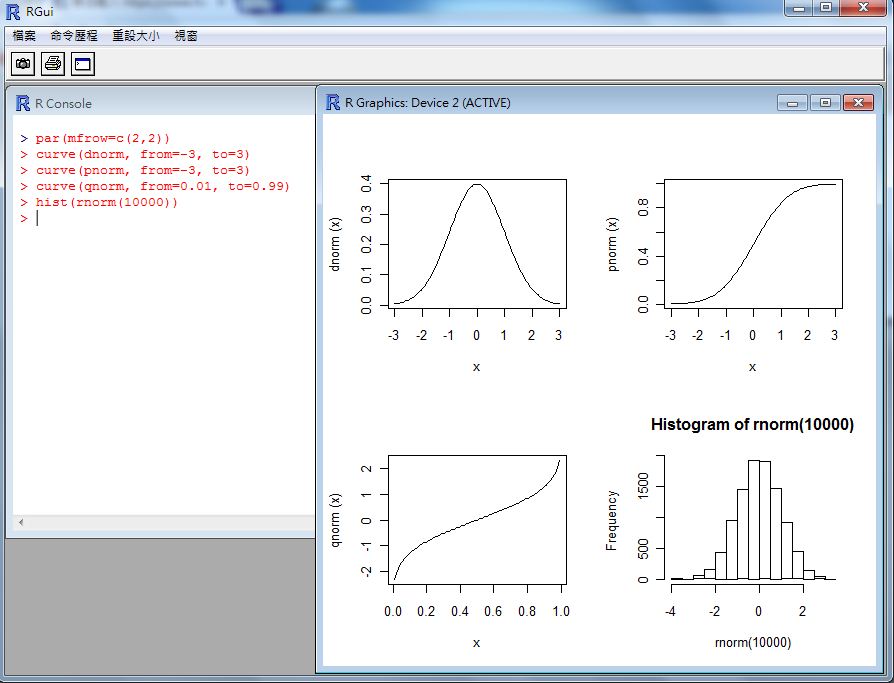 RGui
檔案 命令歷程 重設大小 視窗
R Console
> par(mfrow=c(2,2))
> curve(dnorm, from=-3, to=3)
> curve(pnorm, from=-3, to=3)
> curve(qnorm, from=0.01, to=0.99)
> hist(rnorm(10000))
>
R Graphics: Device 2 (ACTIVE)
dnorm (x)
0.0 0.1 0.2 0.3 0.4
-3 -2 -1 0 1 2 3
x
pnorm (x)
0.0 0.4 0.8
-3 -2 -1 0 1 2 3
x
qnorm (x)
-2 -1 0 1 2
0.0 0.2 0.4 0.6 0.8 1.0
x
Histogram of rnorm(10000)
Frequency
0 500 1500
-4 -2 0 2
rnorm(10000)